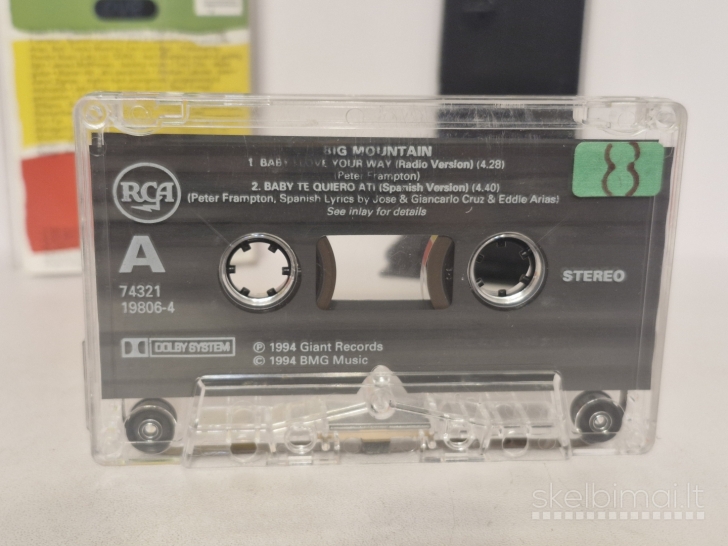 BIG MOUNTAIN
1. BABY I LOVE YOUR WAY (Radio Version) (4.28)
(Peter Frampton)
2. BABY TE QUIERO A TI (Spanish Version) (4.40)
(Peter Frampton, Spanish Lyrics by Jose & Giancarlo Cruz & Eddie Arias)
See inlay for details
8
RCA
A
STEREO
74321
19806-4
DOLBY SYSTEM
℗ 1994 Giant Records
© 1994 BMG Music
skelbimai.lt